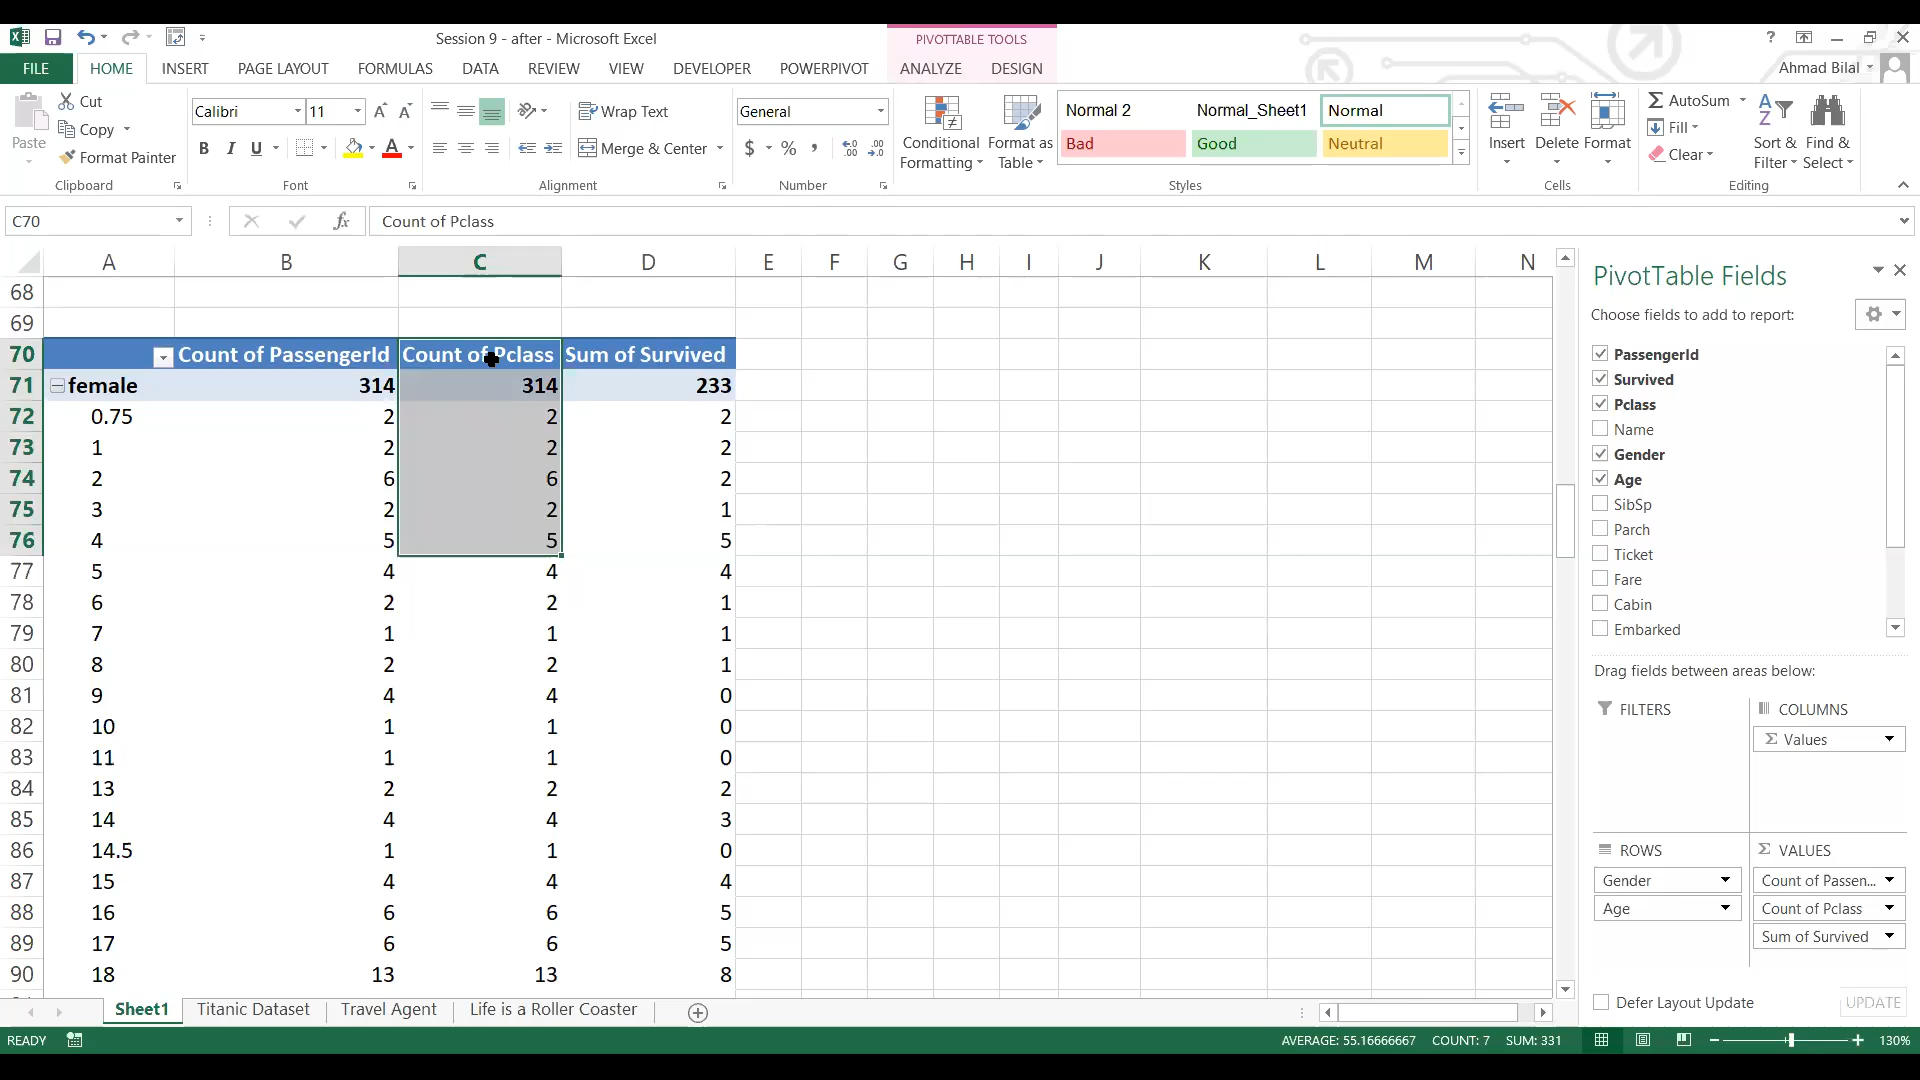 Session 9 - after - Microsoft Excel
PIVOTTABLE TOOLS
?
FILE HOME INSERT PAGE LAYOUT FORMULAS DATA REVIEW VIEW DEVELOPER POWERPIVOT ANALYZE DESIGN
Ahmad Bilal
Paste
Cut
Copy
Format Painter
Clipboard
Calibri 11
B I U
Font
Wrap Text
Merge & Center
Alignment
General
$ % ,
Number
Conditional Formatting
Format as Table
Normal 2 Normal_Sheet1 Normal
Bad Good Neutral
Styles
Insert Delete Format
Cells
AutoSum
Fill
Clear
Sort & Filter
Find & Select
Editing
C70 fx Count of Pclass
A B C D E F G H I J K L M N
68
69
70 Count of PassengerId Count of Pclass Sum of Survived
71 female 314 314 233
72 0.75 2 2 2
73 1 2 2 2
74 2 6 6 2
75 3 2 2 1
76 4 5 5 5
77 5 4 4 4
78 6 2 2 1
79 7 1 1 1
80 8 2 2 1
81 9 4 4 0
82 10 1 1 0
83 11 1 1 0
84 13 2 2 2
85 14 4 4 3
86 14.5 1 1 0
87 15 4 4 4
88 16 6 6 5
89 17 6 6 5
90 18 13 13 8
Sheet1 Titanic Dataset Travel Agent Life is a Roller Coaster
PivotTable Fields
Choose fields to add to report:
PassengerId
Survived
Pclass
Name
Gender
Age
SibSp
Parch
Ticket
Fare
Cabin
Embarked
Drag fields between areas below:
FILTERS
COLUMNS
Σ Values
ROWS
Gender
Age
Σ VALUES
Count of Passen...
Count of Pclass
Sum of Survived
Defer Layout Update UPDATE
READY AVERAGE: 55.16666667 COUNT: 7 SUM: 331 130%